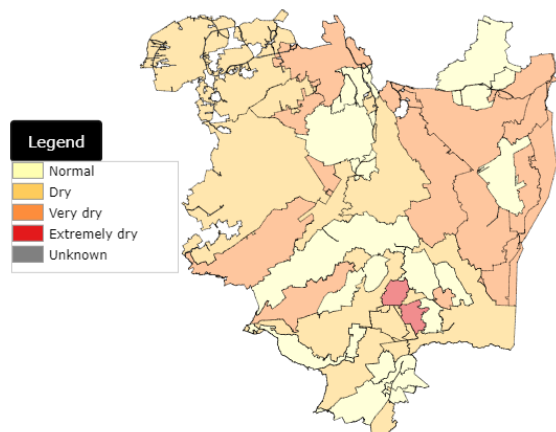 Legend
Normal
Dry
Very dry
Extremely dry
Unknown